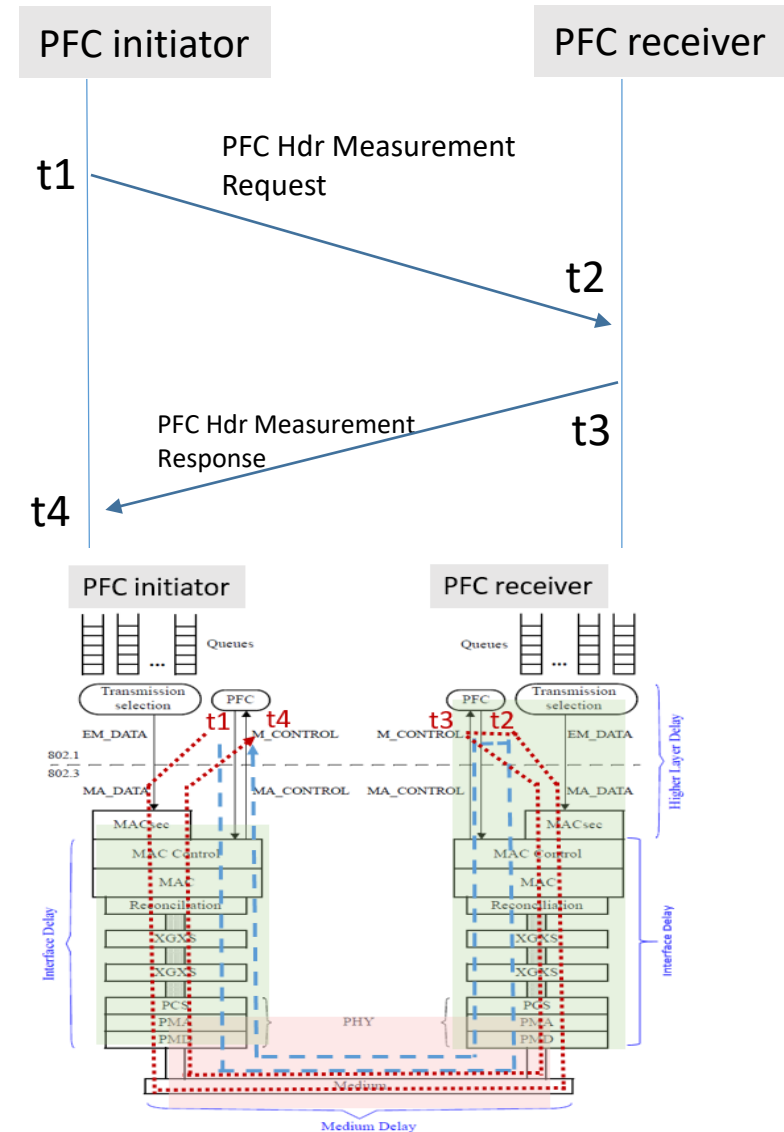 PFC initiator
PFC receiver
PFC Hdr Measurement
Request
t1
t2
PFC Hdr Measurement
Response
t3
t4
PFC initiator
PFC receiver
... Queues
Queues ...
Transmission
selection
PFC
PFC
Transmission
selection
t1
t4
t3
t2
EM_DATA
M_CONTROL
M_CONTROL
EM_DATA
802.1
802.3
MA_DATA
MA_CONTROL
MA_CONTROL
MA_DATA
Higher Layer Delay
MACsec
MACsec
MAC Control
MAC Control
MAC
MAC
Reconciliation
Reconciliation
Interface Delay
Interface Delay
XGXS
XGXS
XGXS
XGXS
PCS
PCS
PMA
PHY
PMA
PMD
PMD
Medium
Medium Delay